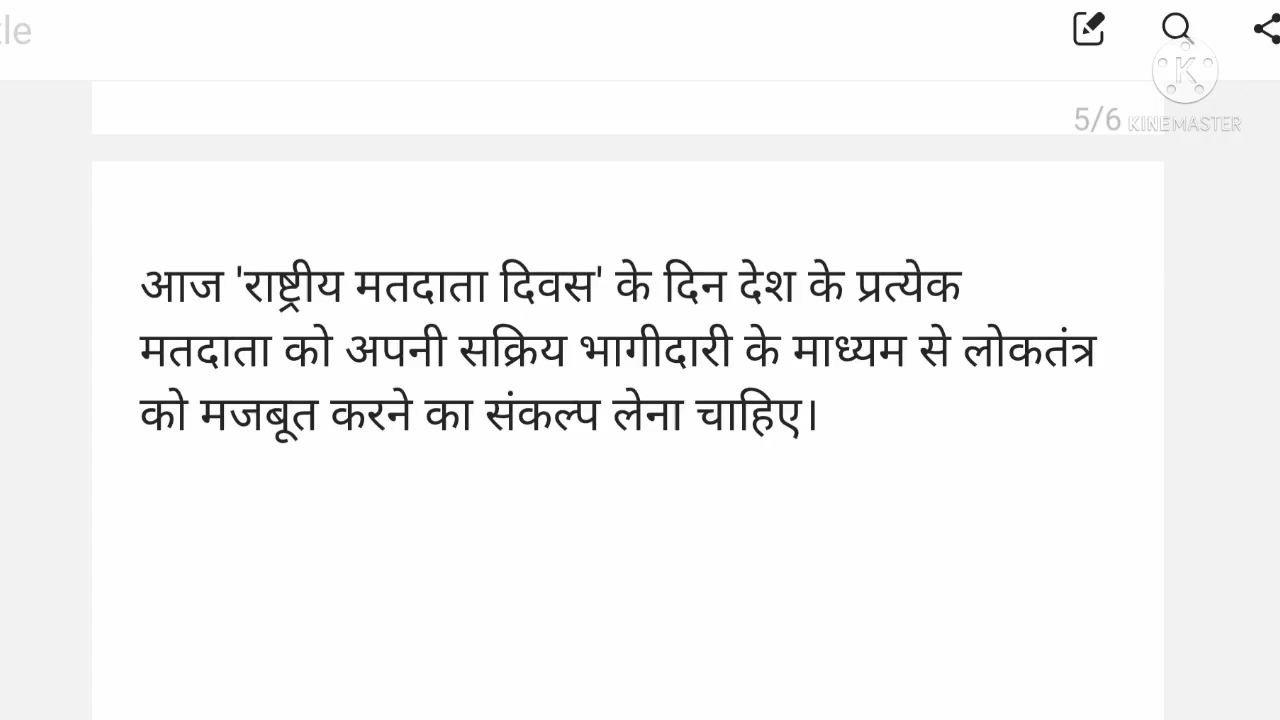 tle
5/6 KINEMASTER
आज 'राष्ट्रीय मतदाता दिवस' के दिन देश के प्रत्येक
मतदाता को अपनी सक्रिय भागीदारी के माध्यम से लोकतंत्र
को मजबूत करने का संकल्प लेना चाहिए।